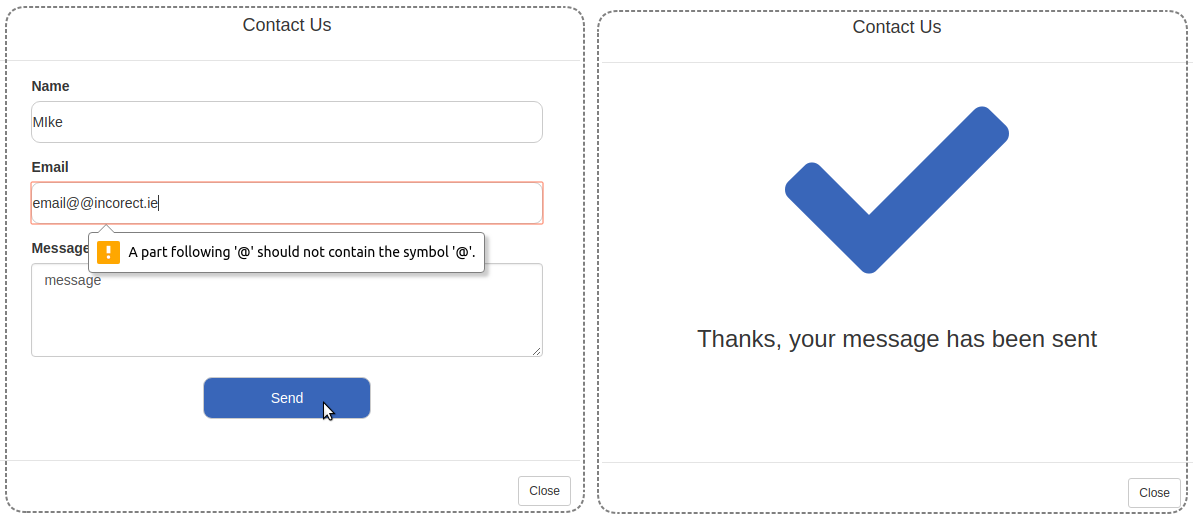 Contact Us
Name
MIke
Email
email@@incorect.ie
A part following '@' should not contain the symbol '@'.
Message
message
Send
Close
Contact Us
Thanks, your message has been sent
Close